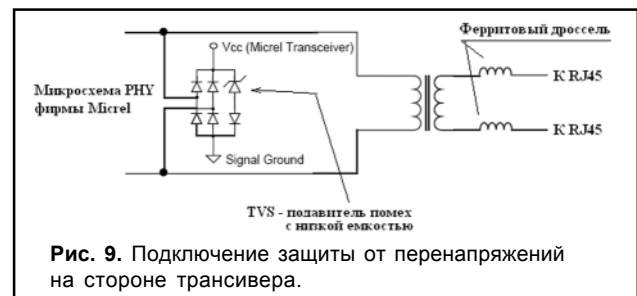 Ферритовый дроссель
Vcc (Micrel Transceiver)
Микросхема PHY
фирмы Micrel
К RJ45
К RJ45
Signal Ground
TVS - подавитель помех
с низкой емкостью
Рис. 9. Подключение защиты от перенапряжений
на стороне трансивера.